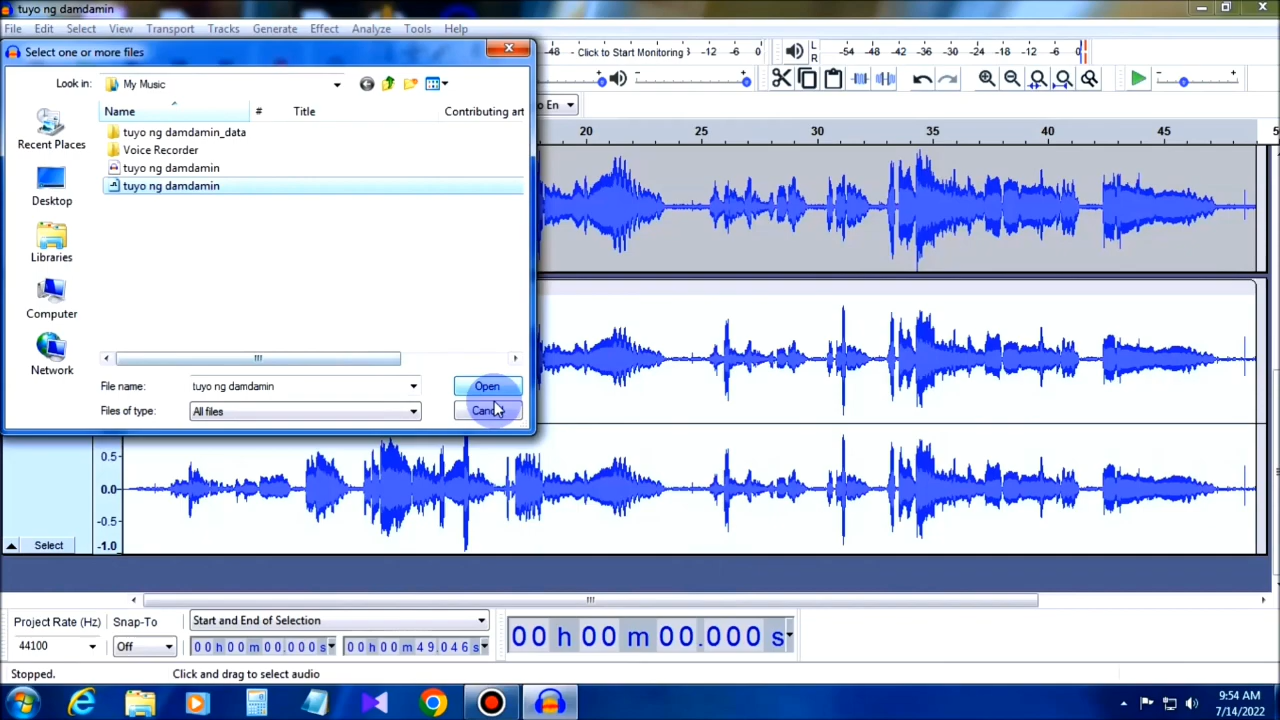 tuyo ng damdamin
File Edit Select View Transport Tracks Generate Effect Analyze Tools Help
Select one or more files
-48 - Click to Start Monitoring -12 -6 0
L
R
-54 -48 -42 -36 -30 -24 -18 -12 -6 0
Look in: My Music
Name # Title Contributing art
o En
20 25 30 35 40 45
tuyo ng damdamin_data
Voice Recorder
tuyo ng damdamin
tuyo ng damdamin
Recent Places
Desktop
Libraries
Computer
Network
File name: tuyo ng damdamin Open
Files of type: All files
0.5
0.0
-0.5
-1.0
Select
Project Rate (Hz) Snap-To Start and End of Selection
44100 Off 00 h 00 m 00.000 s 00 h 00 m 49.046 s
00 h 00 m 00.000 s
Stopped. Click and drag to select audio
9:54 AM
7/14/2022